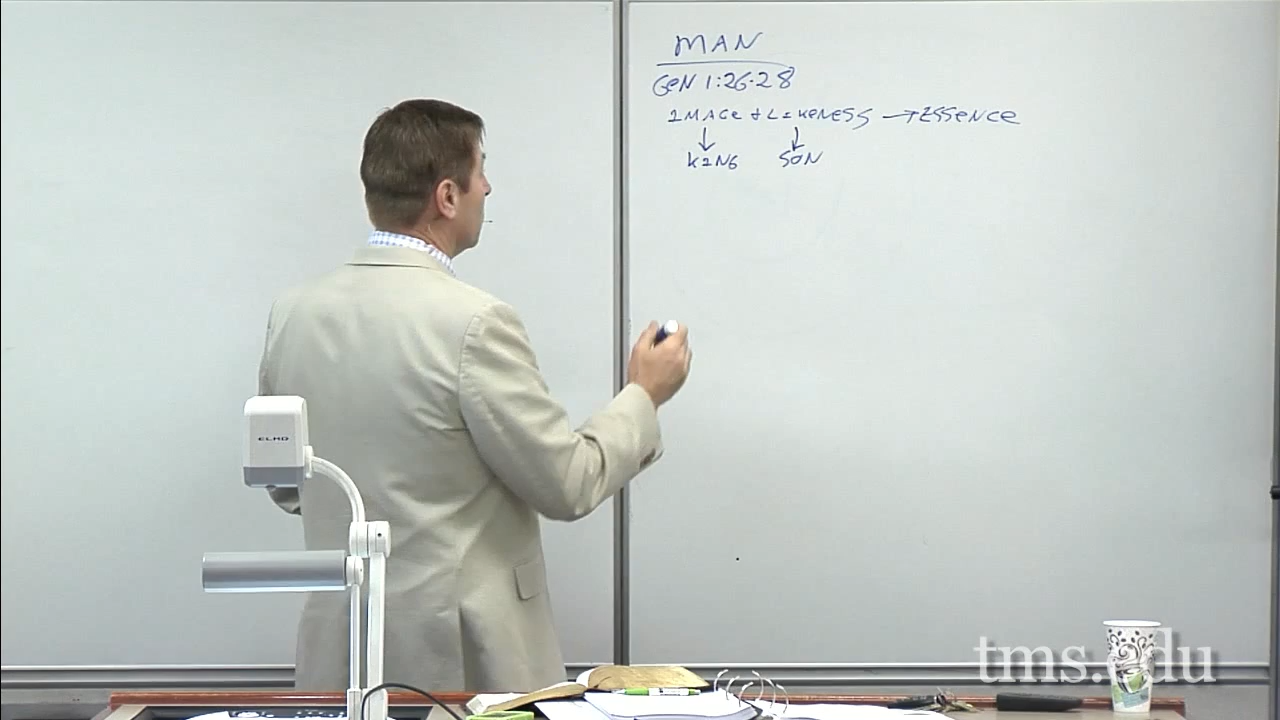 MAN
GEN 1:26-28
IMAGE + LIKENESS → ESSENCE
↓ ↓
KING SON
ELMO
tms.edu